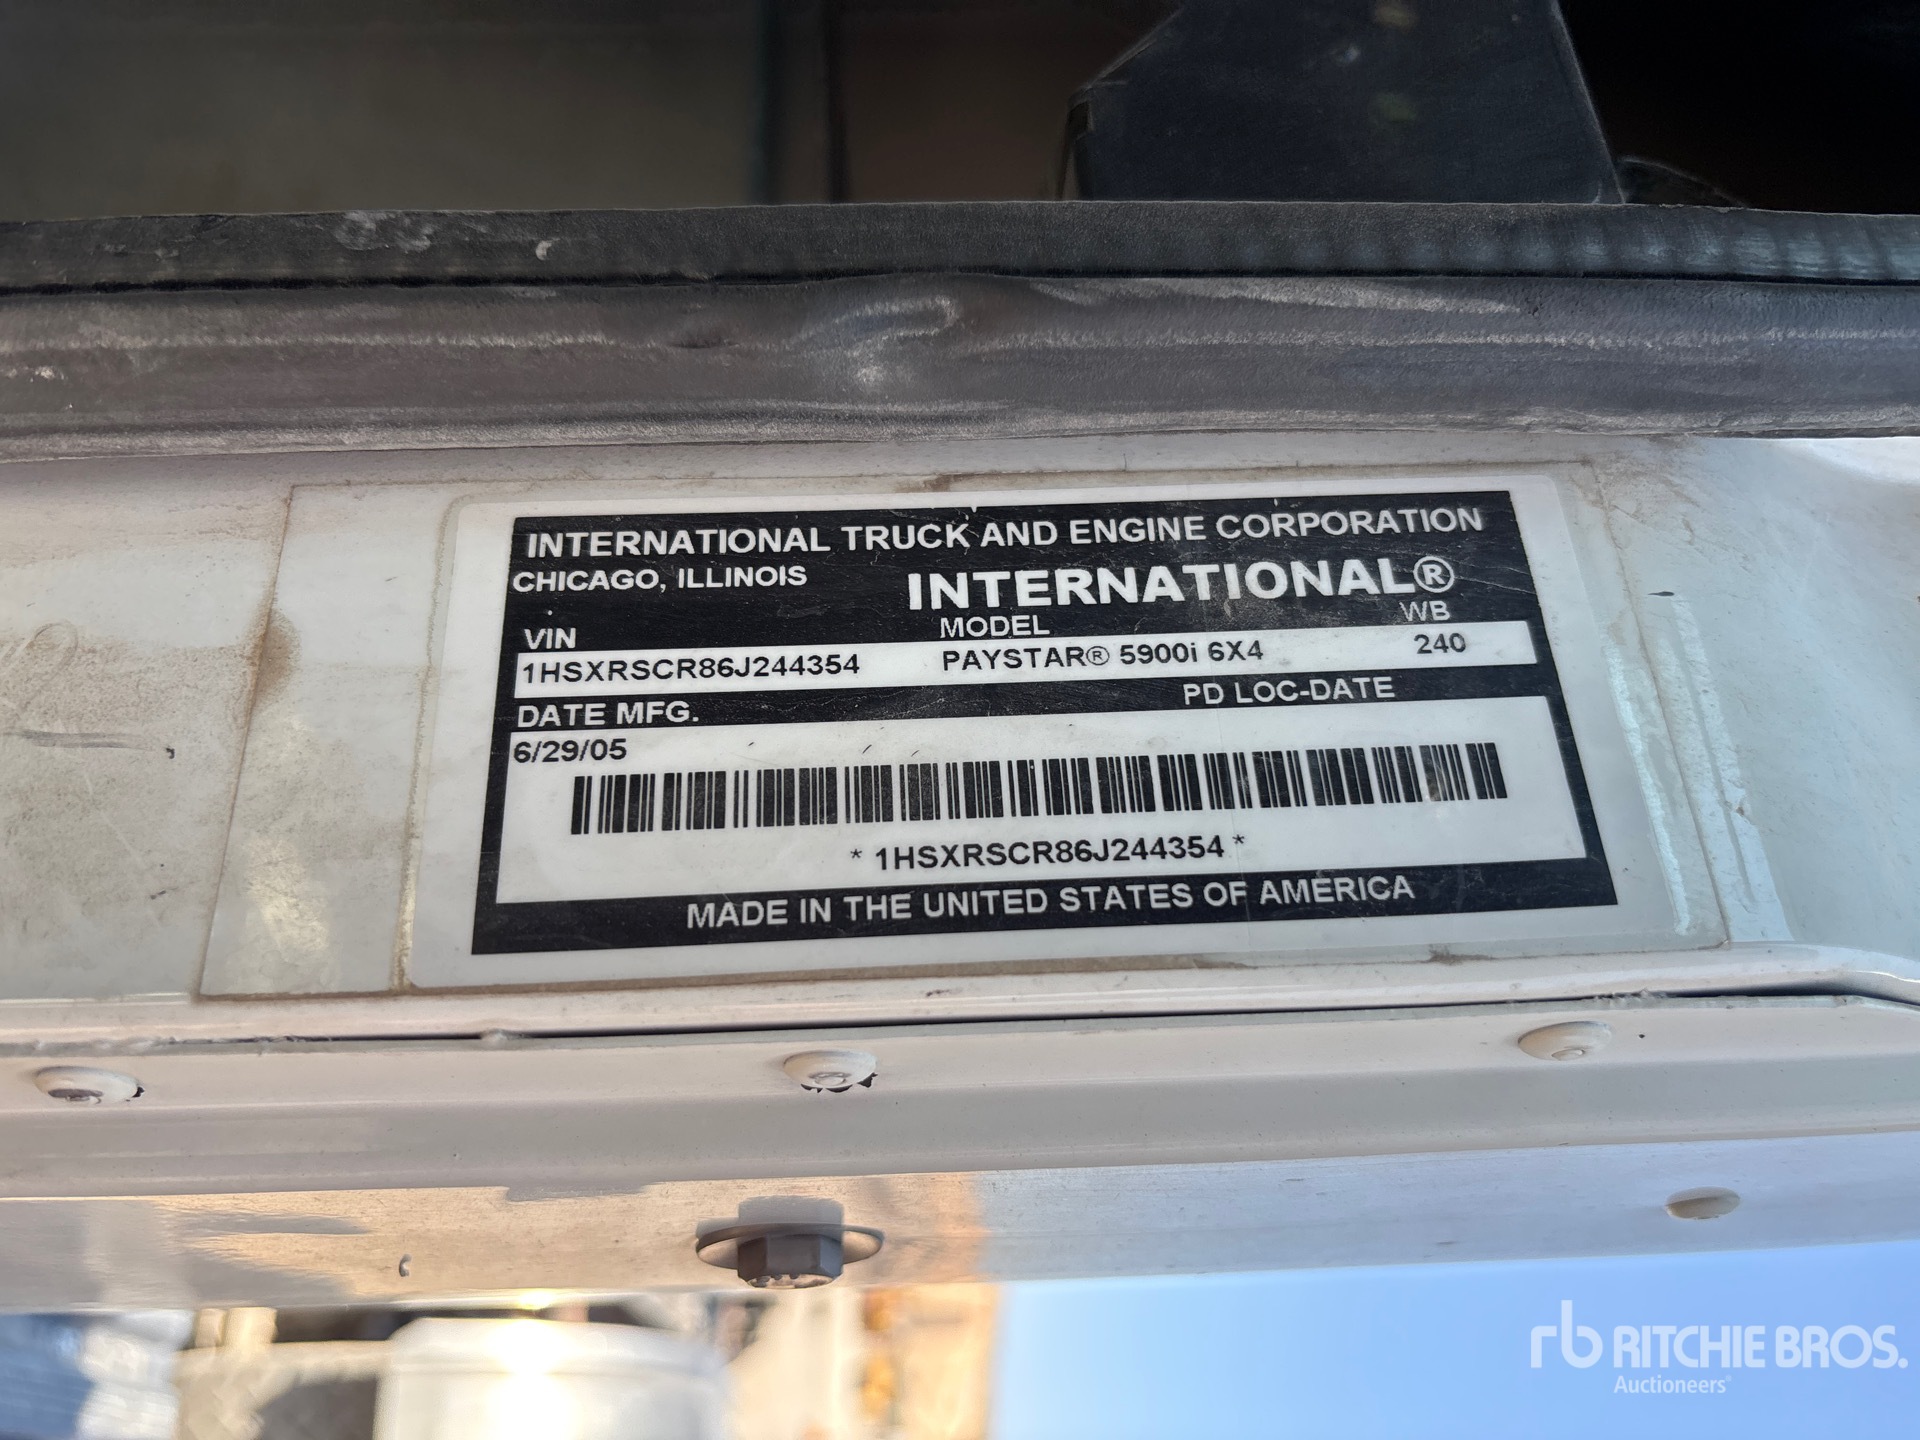 INTERNATIONAL TRUCK AND ENGINE CORPORATION
CHICAGO, ILLINOIS INTERNATIONAL®
VIN MODEL WB
1HSXRSCR86J244354 PAYSTAR® 5900i 6X4 240
DATE MFG. PD LOC-DATE
6/29/05
* 1HSXRSCR86J244354 *
MADE IN THE UNITED STATES OF AMERICA
rb RITCHIE BROS.
Auctioneers